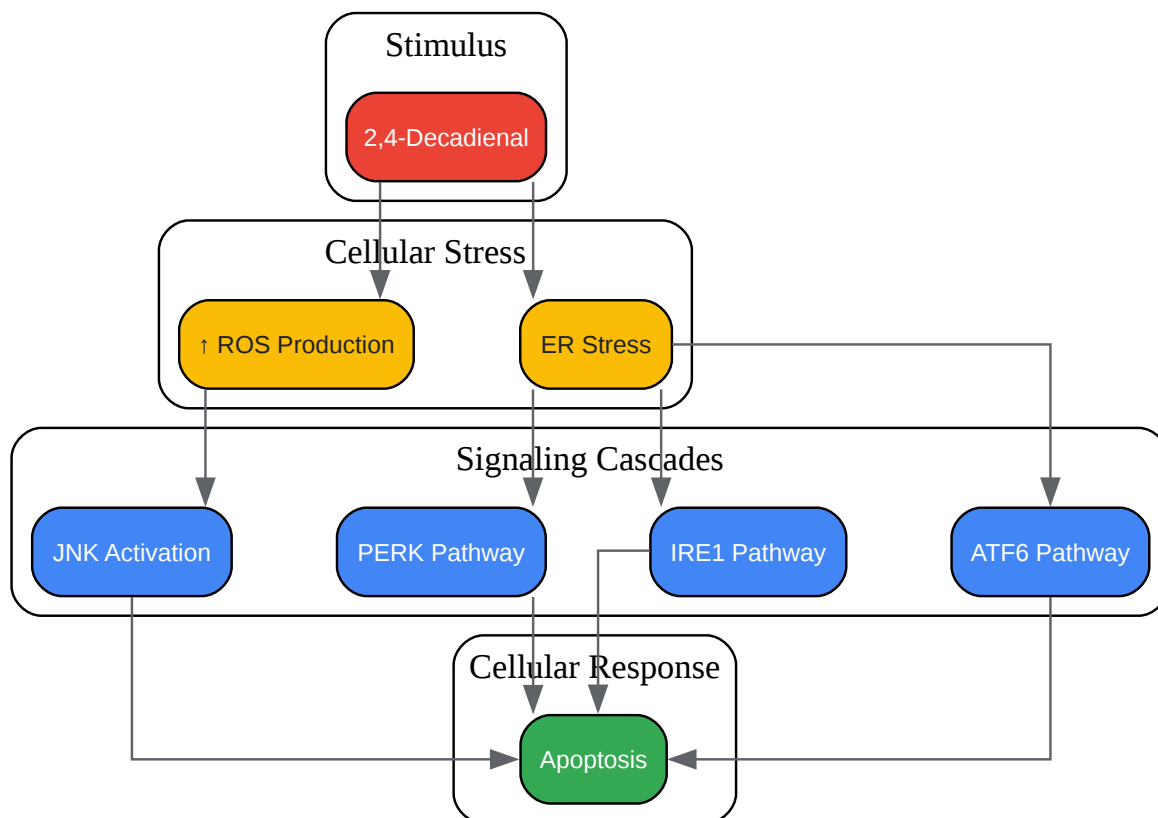 Stimulus
2,4-Decadienal
Cellular Stress
↑ ROS Production
ER Stress
Signaling Cascades
JNK Activation
PERK Pathway
IRE1 Pathway
ATF6 Pathway
Cellular Response
Apoptosis